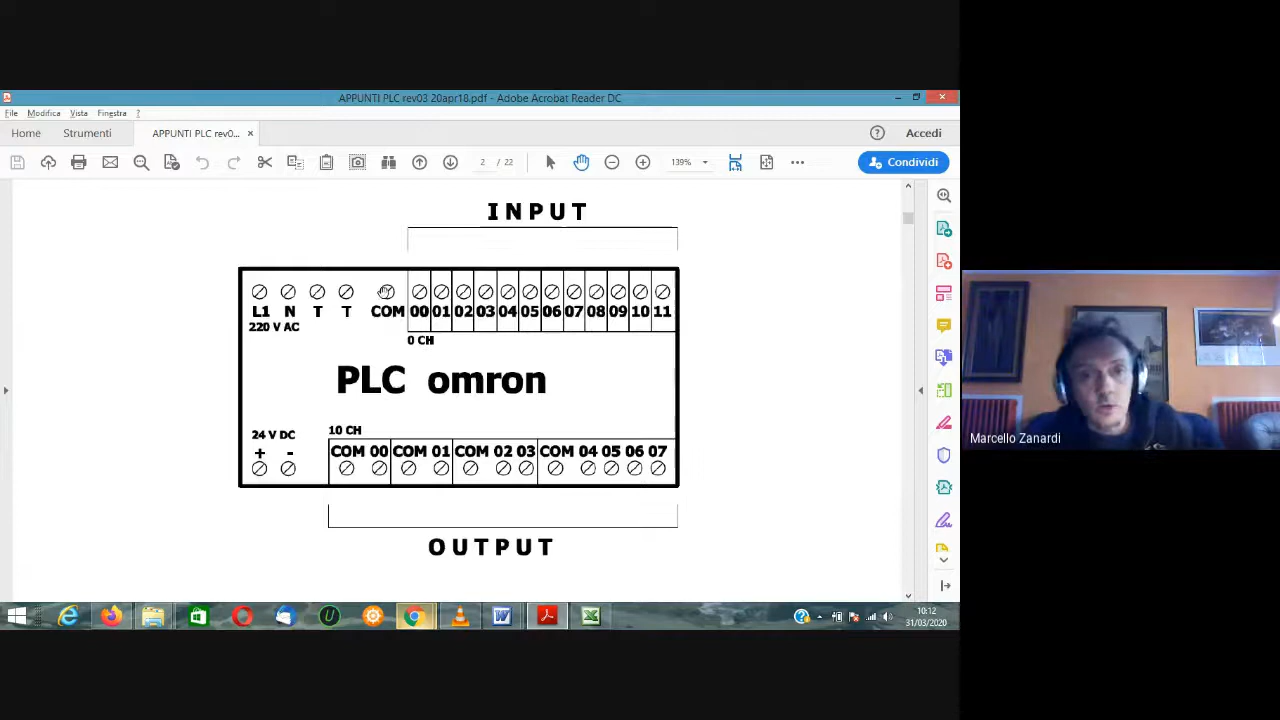 APPUNTI PLC rev03 20apr18.pdf - Adobe Acrobat Reader DC
File Modifica Vista Finestra ?
Home Strumenti APPUNTI PLC rev0... × ? Accedi
2 / 22 139% Condividi
INPUT
L1 N T T COM 00 01 02 03 04 05 06 07 08 09 10 11
220 V AC
0 CH
PLC omron
10 CH
24 V DC
+ -
COM 00 COM 01 COM 02 03 COM 04 05 06 07
OUTPUT
Marcello Zanardi
10:12
31/03/2020